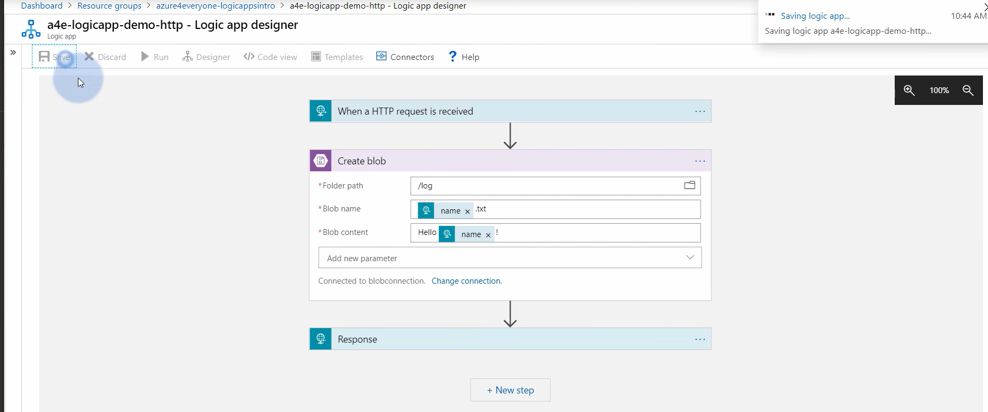 Dashboard > Resource groups > azure4everyone-logicappsintro > a4e-logicapp-demo-http - Logic app designer
a4e-logicapp-demo-http - Logic app designer
Logic app
Saving logic app... 10:44 AM
Saving logic app a4e-logicapp-demo-http...
» Save Discard Run Designer </> Code view Templates Connectors ? Help
100%
When a HTTP request is received ...
Create blob ...
*Folder path /log
*Blob name name × .txt
*Blob content Hello name × !
Add new parameter
Connected to blobconnection. Change connection.
Response ...
+ New step